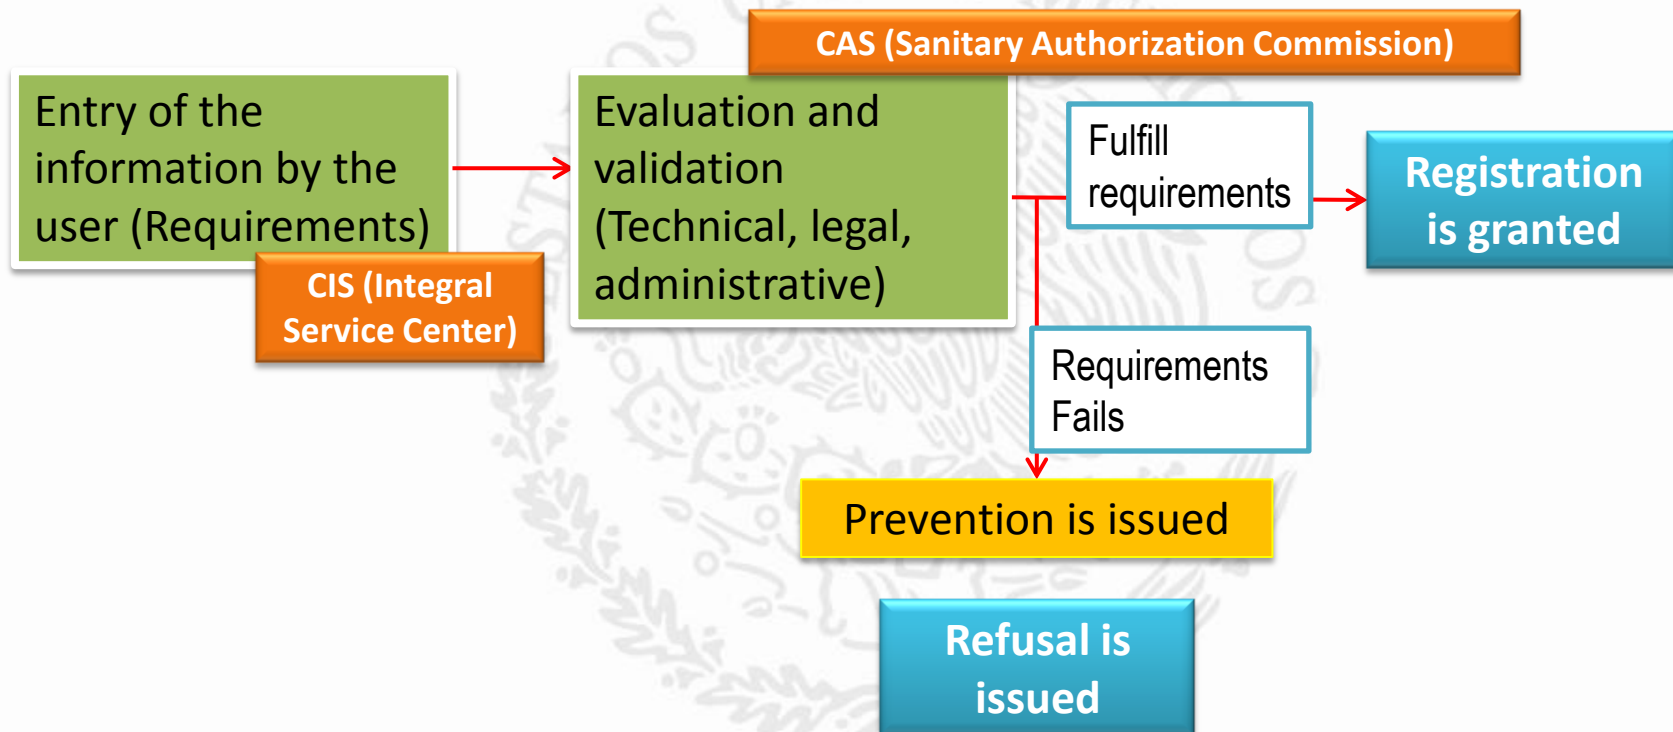 CAS (Sanitary Authorization Commission)
Entry of the
information by the
user (Requirements)
CIS (Integral
Service Center)
Evaluation and
validation
(Technical, legal,
administrative)
Fulfill
requirements
Registration
is granted
Requirements
Fails
Prevention is issued
Refusal is
issued